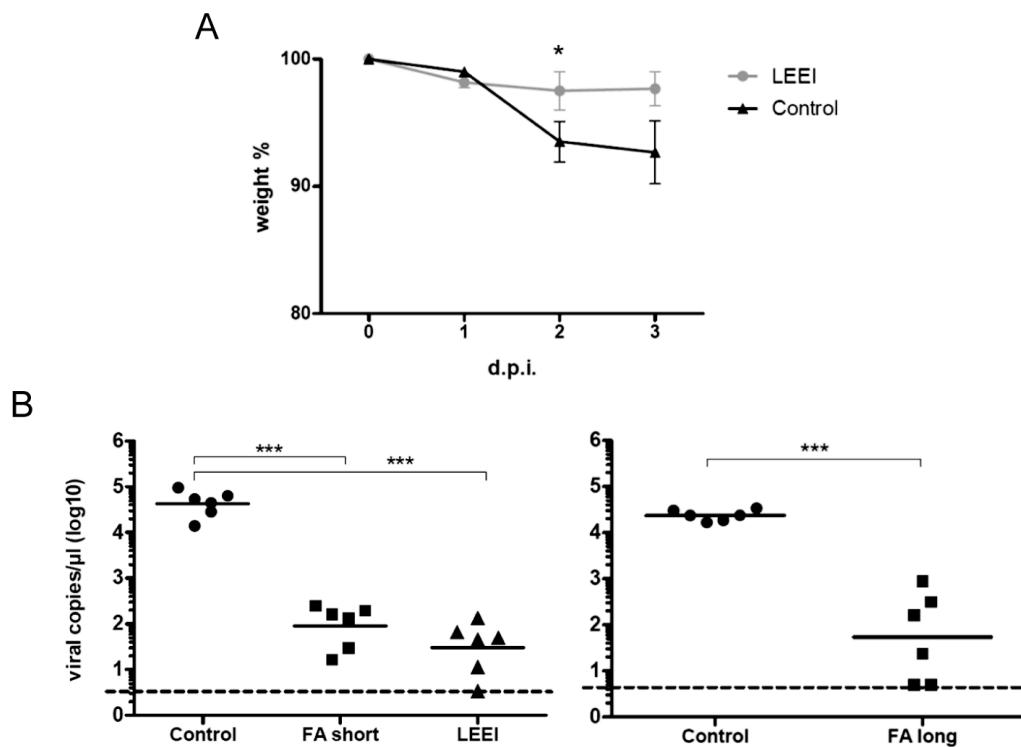 A
*
100
90
80
weight %
0 1 2 3
d.p.i.
LEEI
Control
B
6
5
4
3
2
1
0
viral copies/µl (log10)
***
***
Control FA short LEEI
6
5
4
3
2
1
0
***
Control FA long